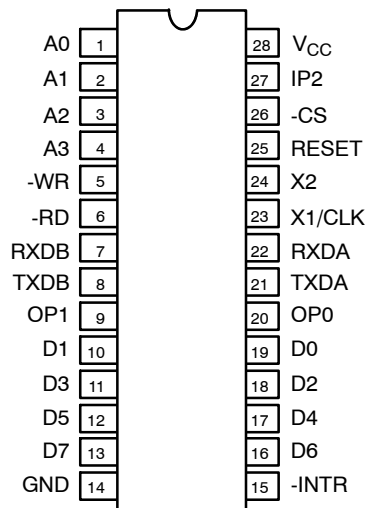 A0 1 28 VCC
A1 2 27 IP2
A2 3 26 -CS
A3 4 25 RESET
-WR 5 24 X2
-RD 6 23 X1/CLK
RXDB 7 22 RXDA
TXDB 8 21 TXDA
OP1 9 20 OP0
D1 10 19 D0
D3 11 18 D2
D5 12 17 D4
D7 13 16 D6
GND 14 15 -INTR